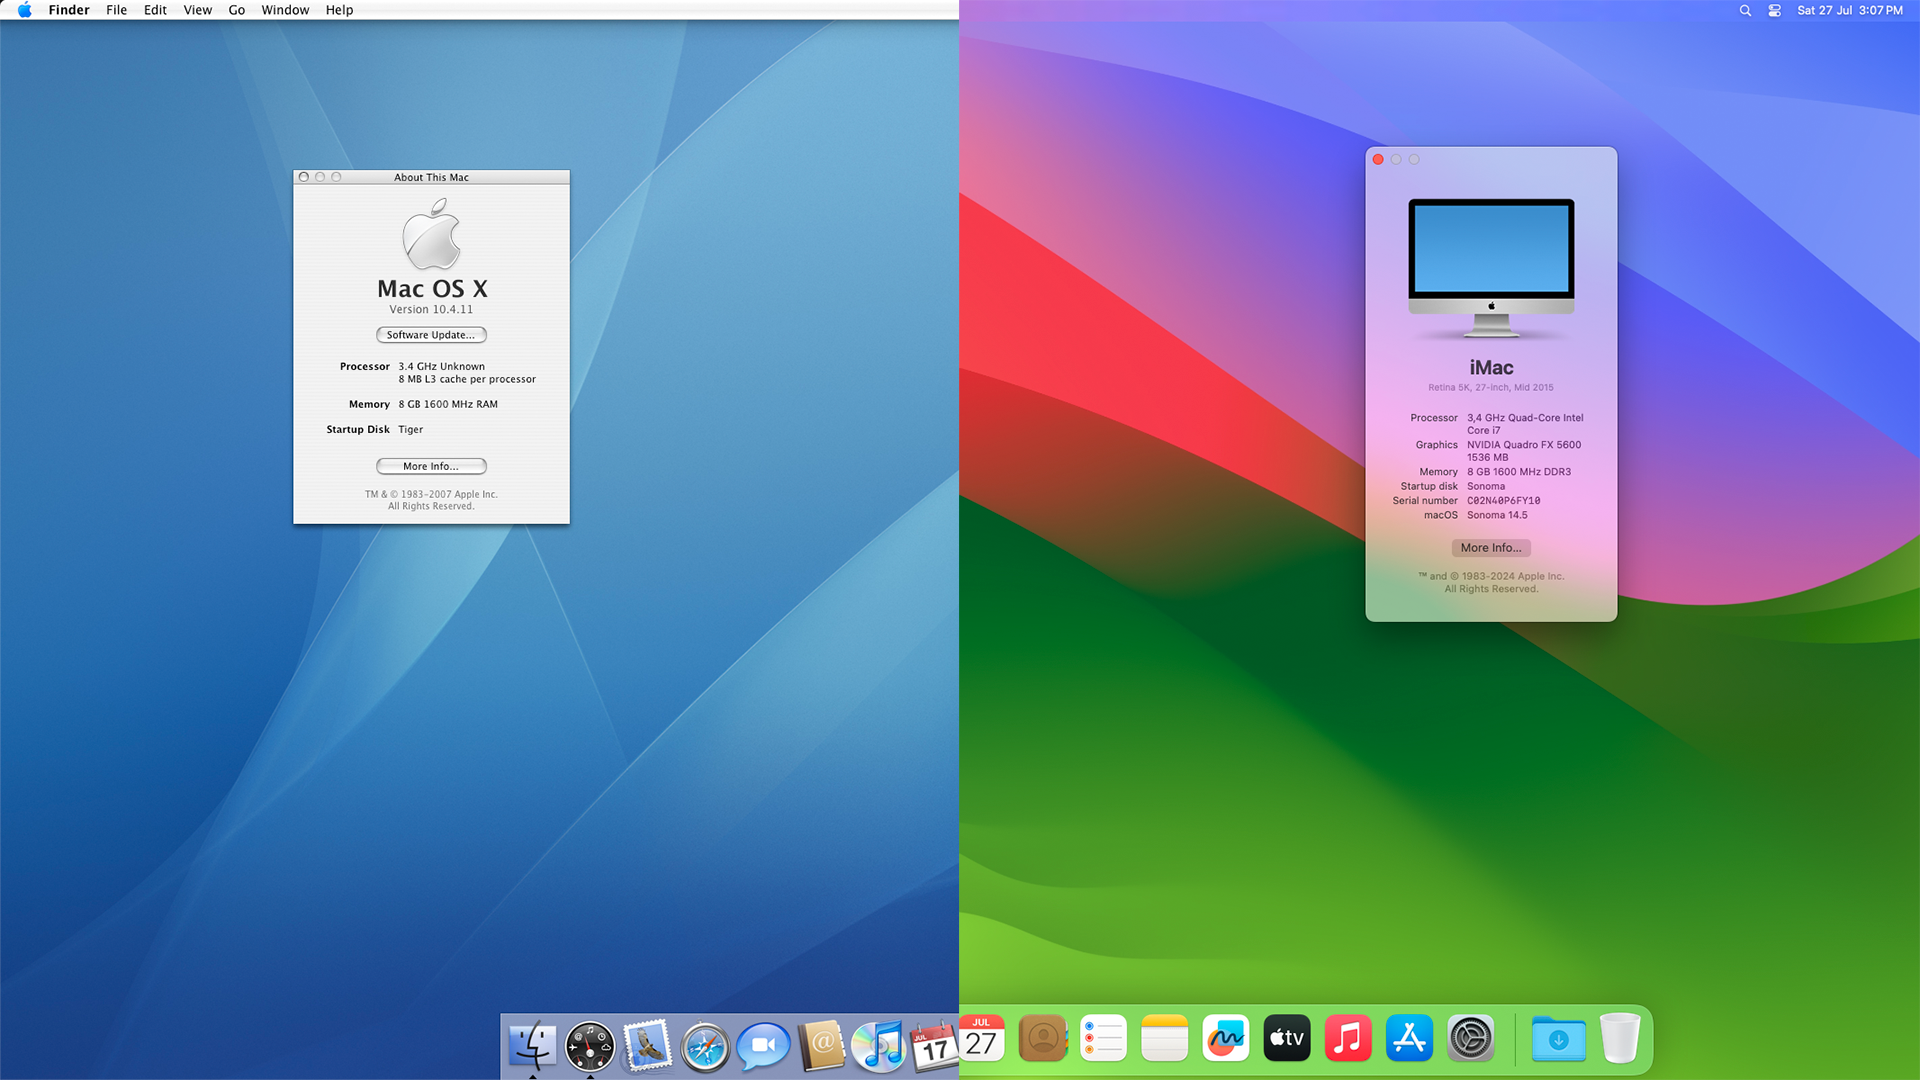 Finder File Edit View Go Window Help
Sat 27 Jul 3:07 PM
About This Mac
Mac OS X
Version 10.4.11
Software Update...
Processor 3.4 GHz Unknown
8 MB L3 cache per processor
Memory 8 GB 1600 MHz RAM
Startup Disk Tiger
More Info...
TM & © 1983-2007 Apple Inc.
All Rights Reserved.
iMac
Retina 5K, 27-inch, Mid 2015
Processor 3,4 GHz Quad-Core Intel
Core i7
Graphics NVIDIA Quadro FX 5600
1536 MB
Memory 8 GB 1600 MHz DDR3
Startup disk Sonoma
Serial number C02N40P6FY10
macOS Sonoma 14.5
More Info...
™ and © 1983-2024 Apple Inc.
All Rights Reserved.
@
JUL
17
JUL
27
tv